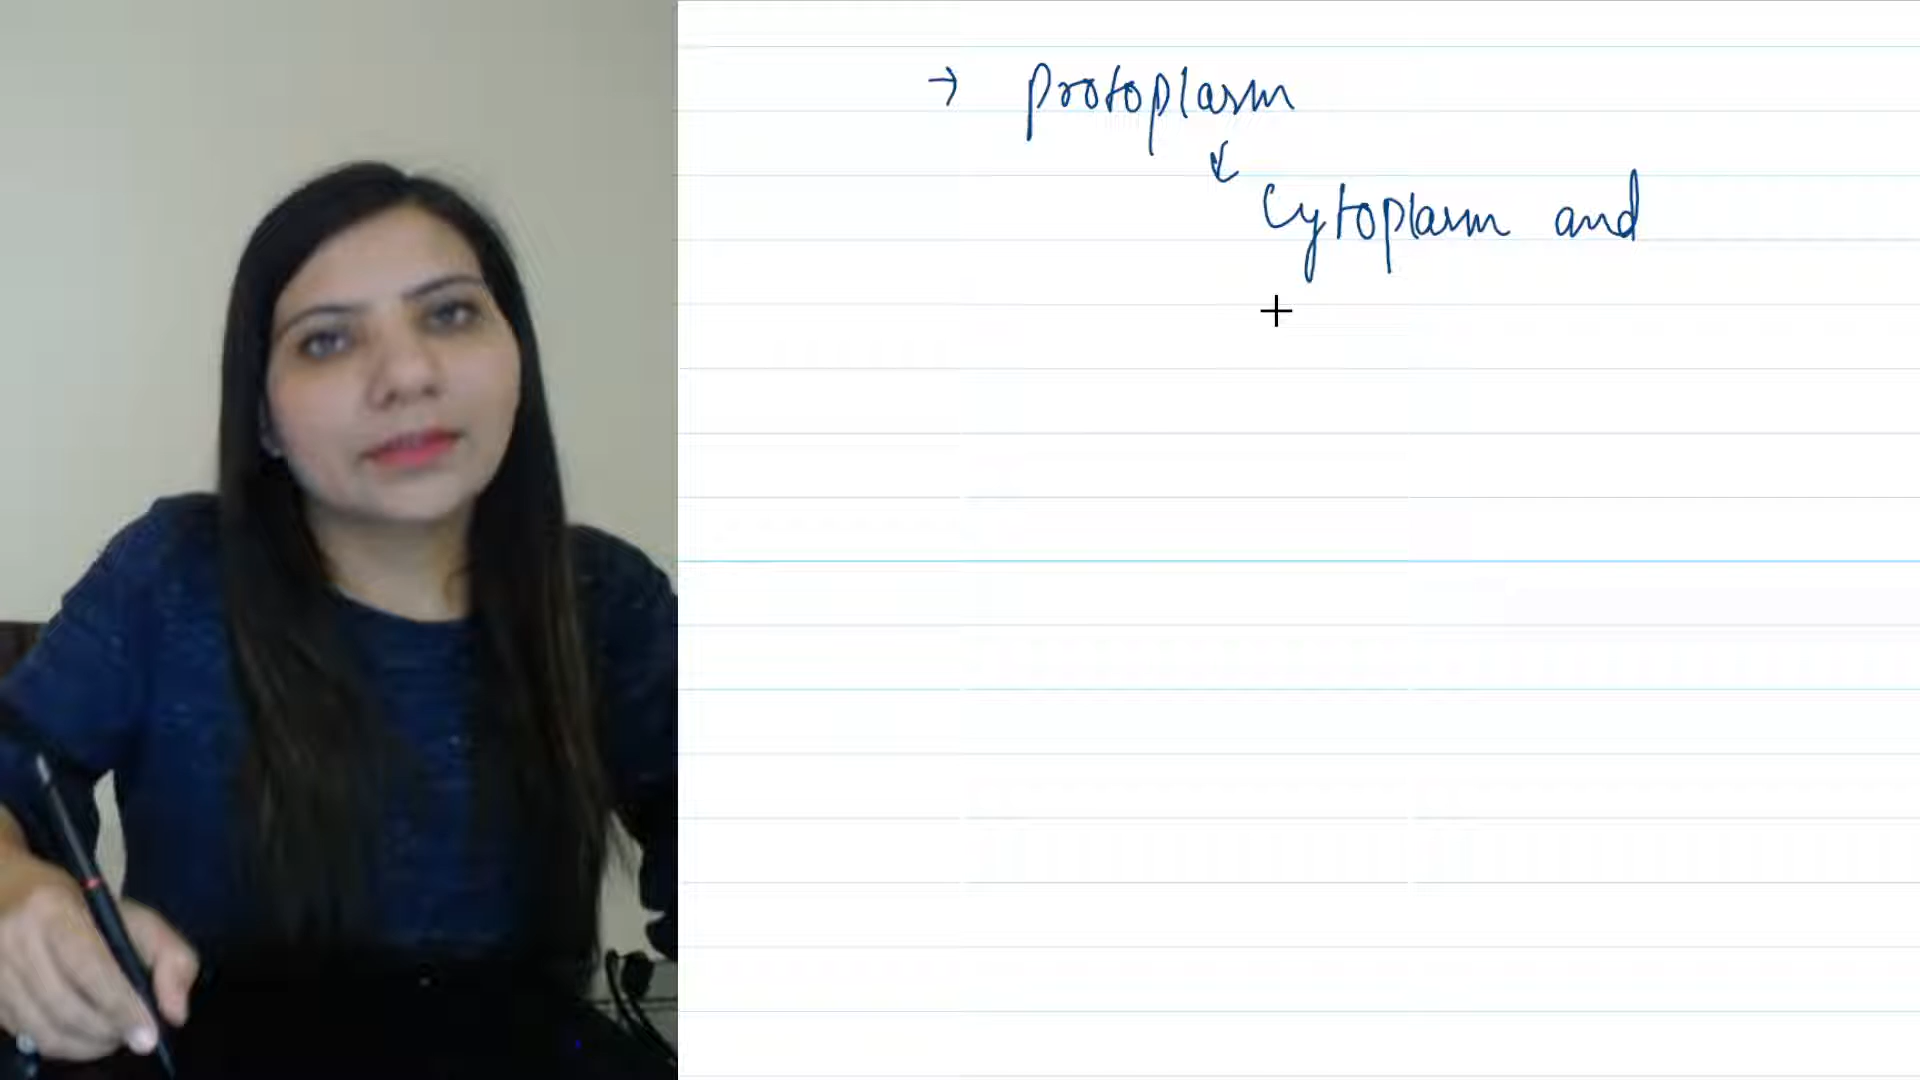 → Protoplasm
↓
Cytoplasm and